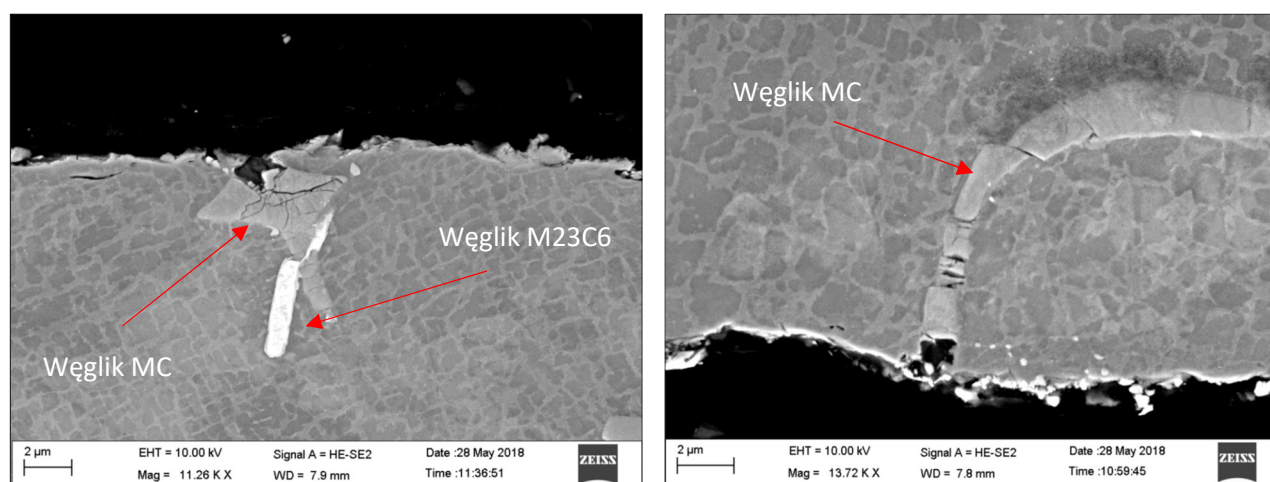 Węglik M23C6
Węglik MC
2 µm
EHT = 10.00 kV Signal A = HE-SE2 Date :28 May 2018
Mag = 11.26 K X WD = 7.9 mm Time :11:36:51
ZEISS
Węglik MC
2 µm
EHT = 10.00 kV Signal A = HE-SE2 Date :28 May 2018
Mag = 13.72 K X WD = 7.8 mm Time :10:59:45
ZEISS